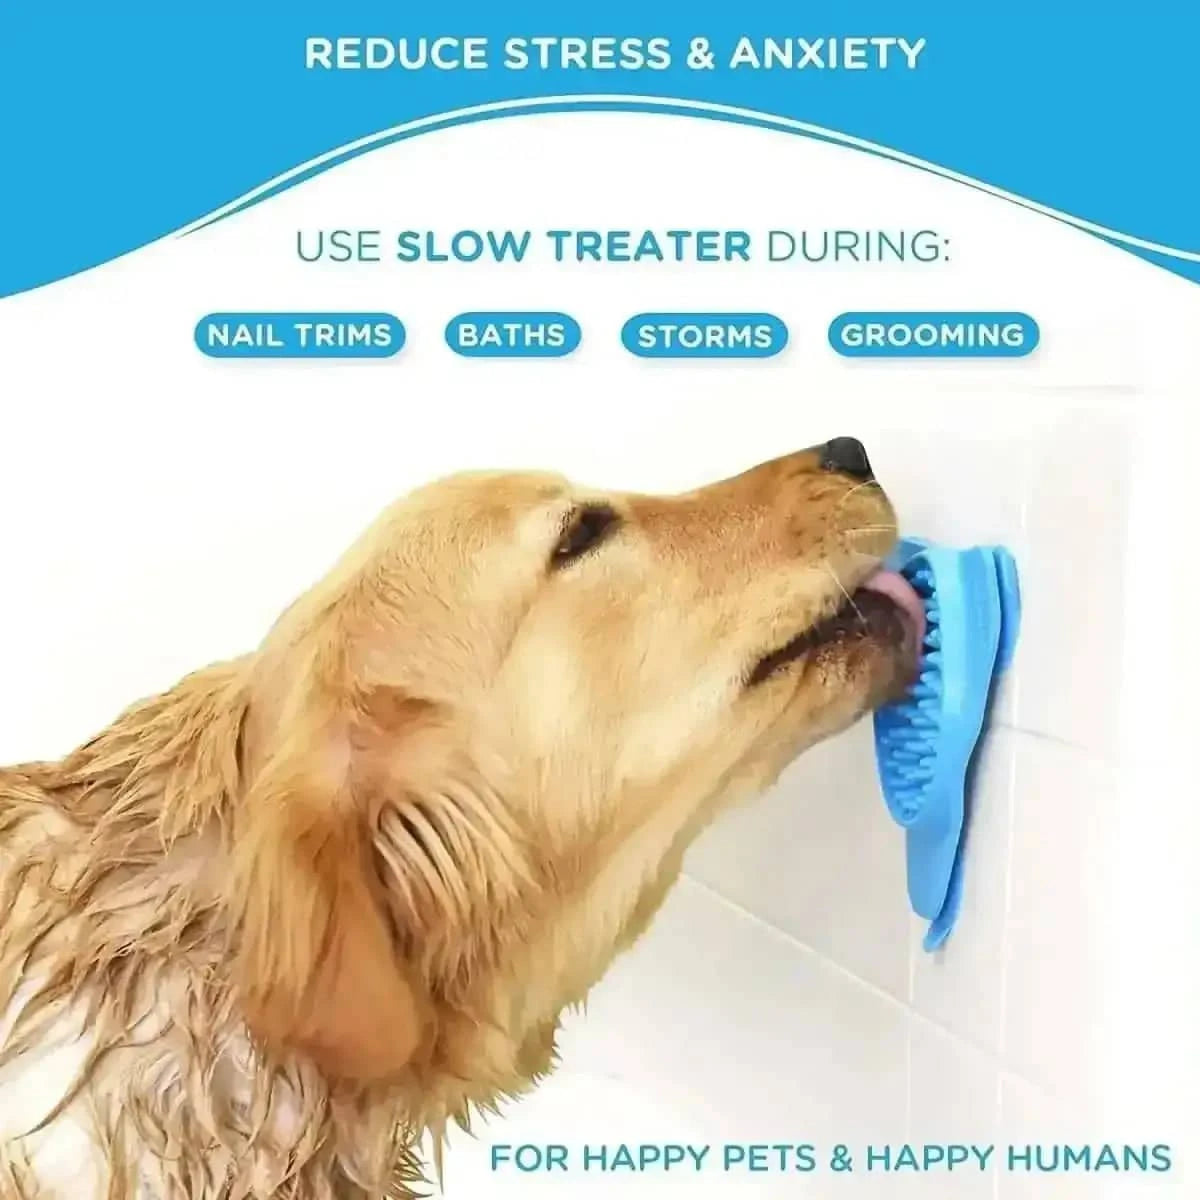 REDUCE STRESS & ANXIETY
USE SLOW TREATER DURING:
NAIL TRIMS BATHS STORMS GROOMING
FOR HAPPY PETS & HAPPY HUMANS